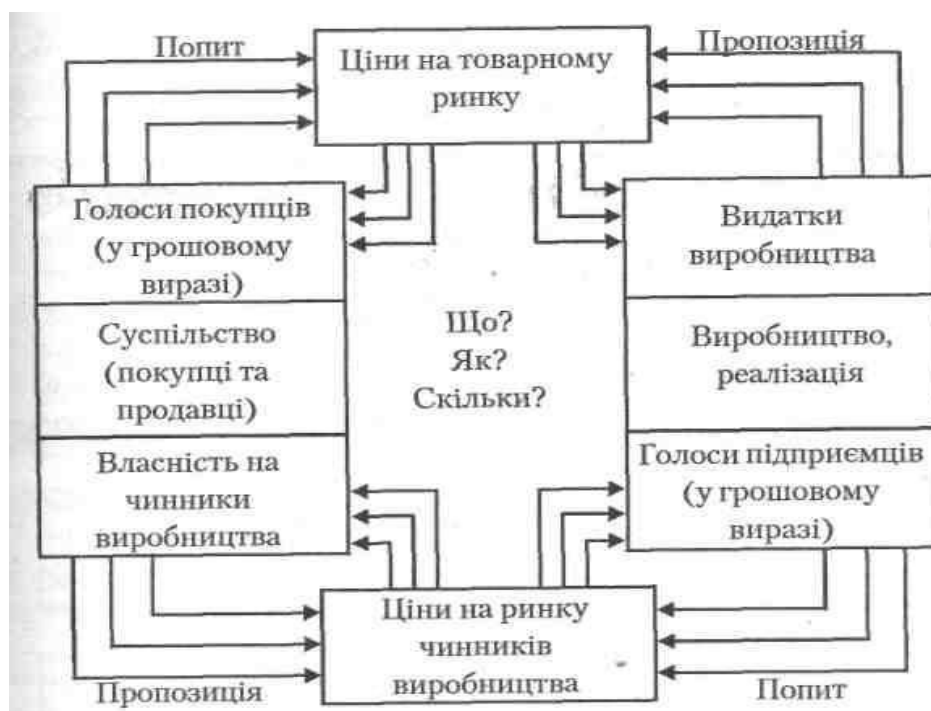 Попит
Ціни на товарному
ринку
Пропозиція
Голоси покупців
(у грошовому
виразі)
Суспільство
(покупці та
продавці)
Власність на
чинники
виробництва
Що?
Як?
Скільки?
Видатки
виробництва
Виробництво,
реалізація
Голоси підприємців
(у грошовому
виразі)
Пропозиція
Ціни на ринку
чинників
виробництва
Попит